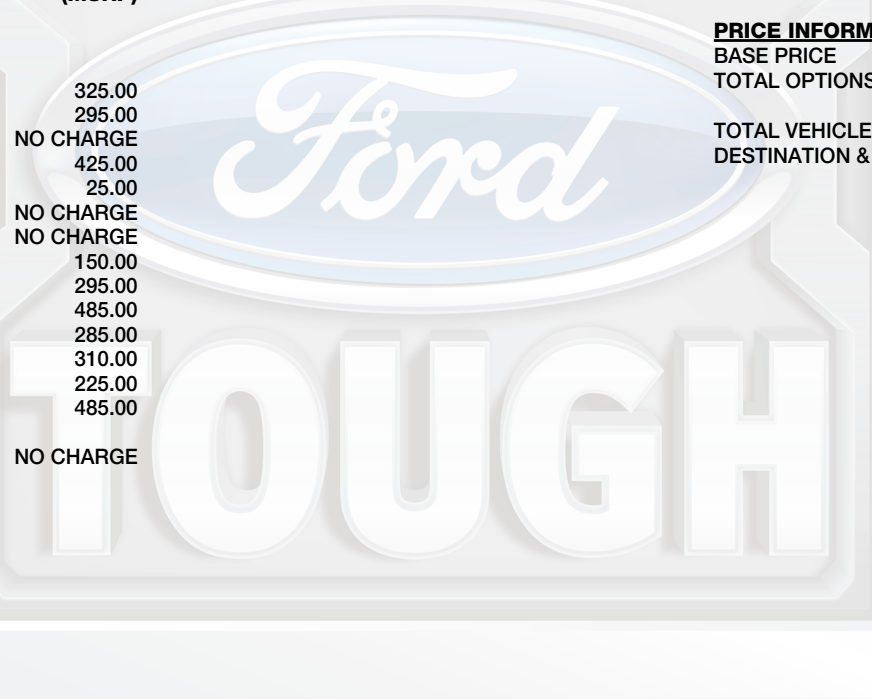 325.00
295.00
NO CHARGE
425.00
25.00
NO CHARGE
NO CHARGE
150.00
295.00
485.00
285.00
310.00
225.00
485.00
NO CHARGE
PRICE INFORM
BASE PRICE
TOTAL OPTIONS
TOTAL VEHICLE
DESTINATION &
Ford
TOUGH